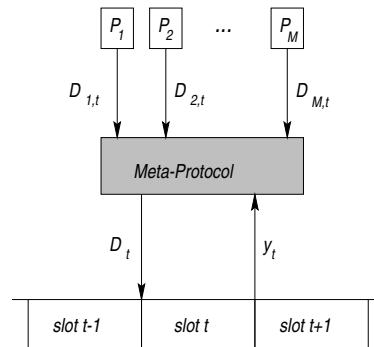 P1 P2 ... PM
D1,t D2,t DM,t
Meta-Protocol
Dt yt
slot t-1 slot t slot t+1